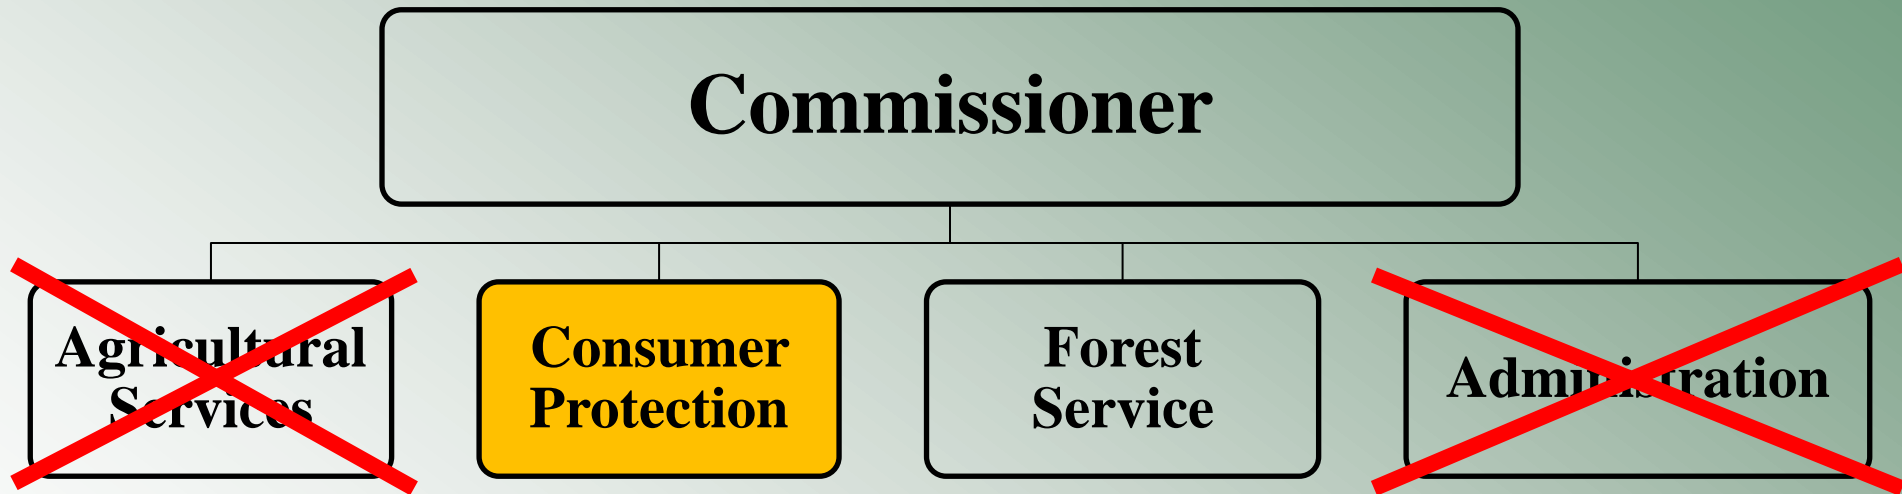 Commissioner
Agricultural
Services
Consumer
Protection
Forest
Service
Administration